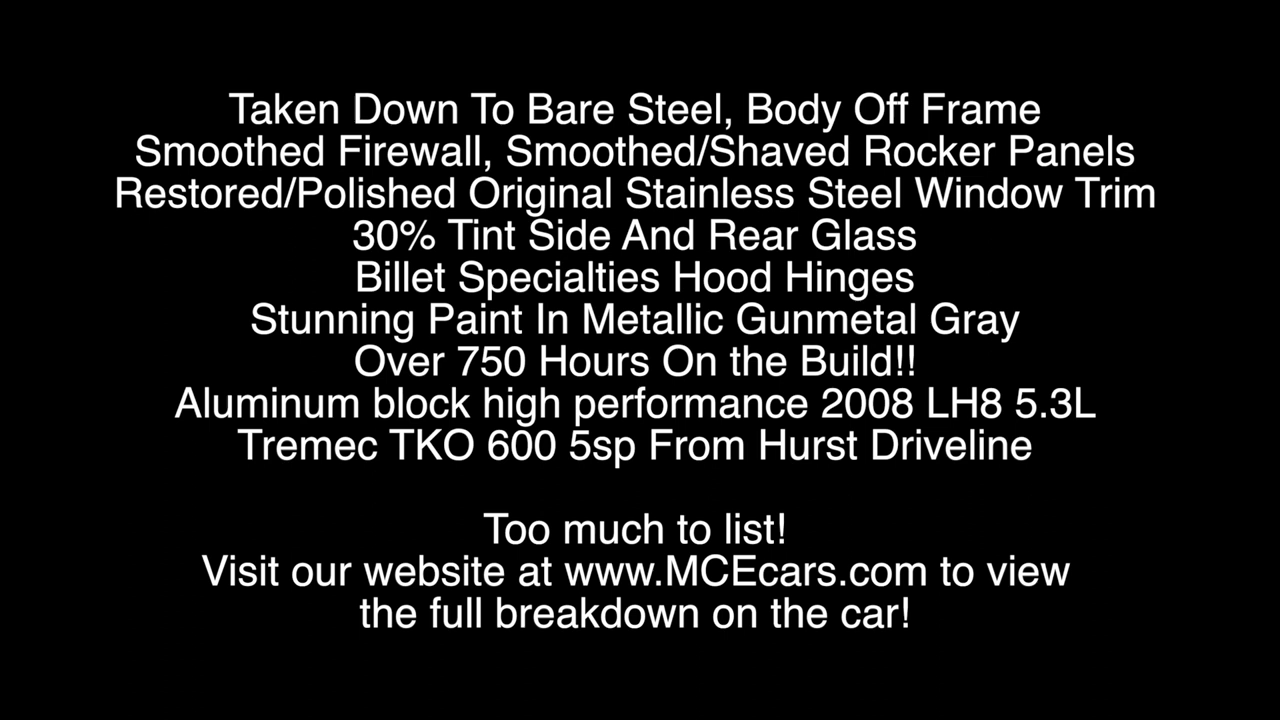 Taken Down To Bare Steel, Body Off Frame
Smoothed Firewall, Smoothed/Shaved Rocker Panels
Restored/Polished Original Stainless Steel Window Trim
30% Tint Side And Rear Glass
Billet Specialties Hood Hinges
Stunning Paint In Metallic Gunmetal Gray
Over 750 Hours On the Build!!
Aluminum block high performance 2008 LH8 5.3L
Tremec TKO 600 5sp From Hurst Driveline
Too much to list!
Visit our website at www.MCEcars.com to view
the full breakdown on the car!